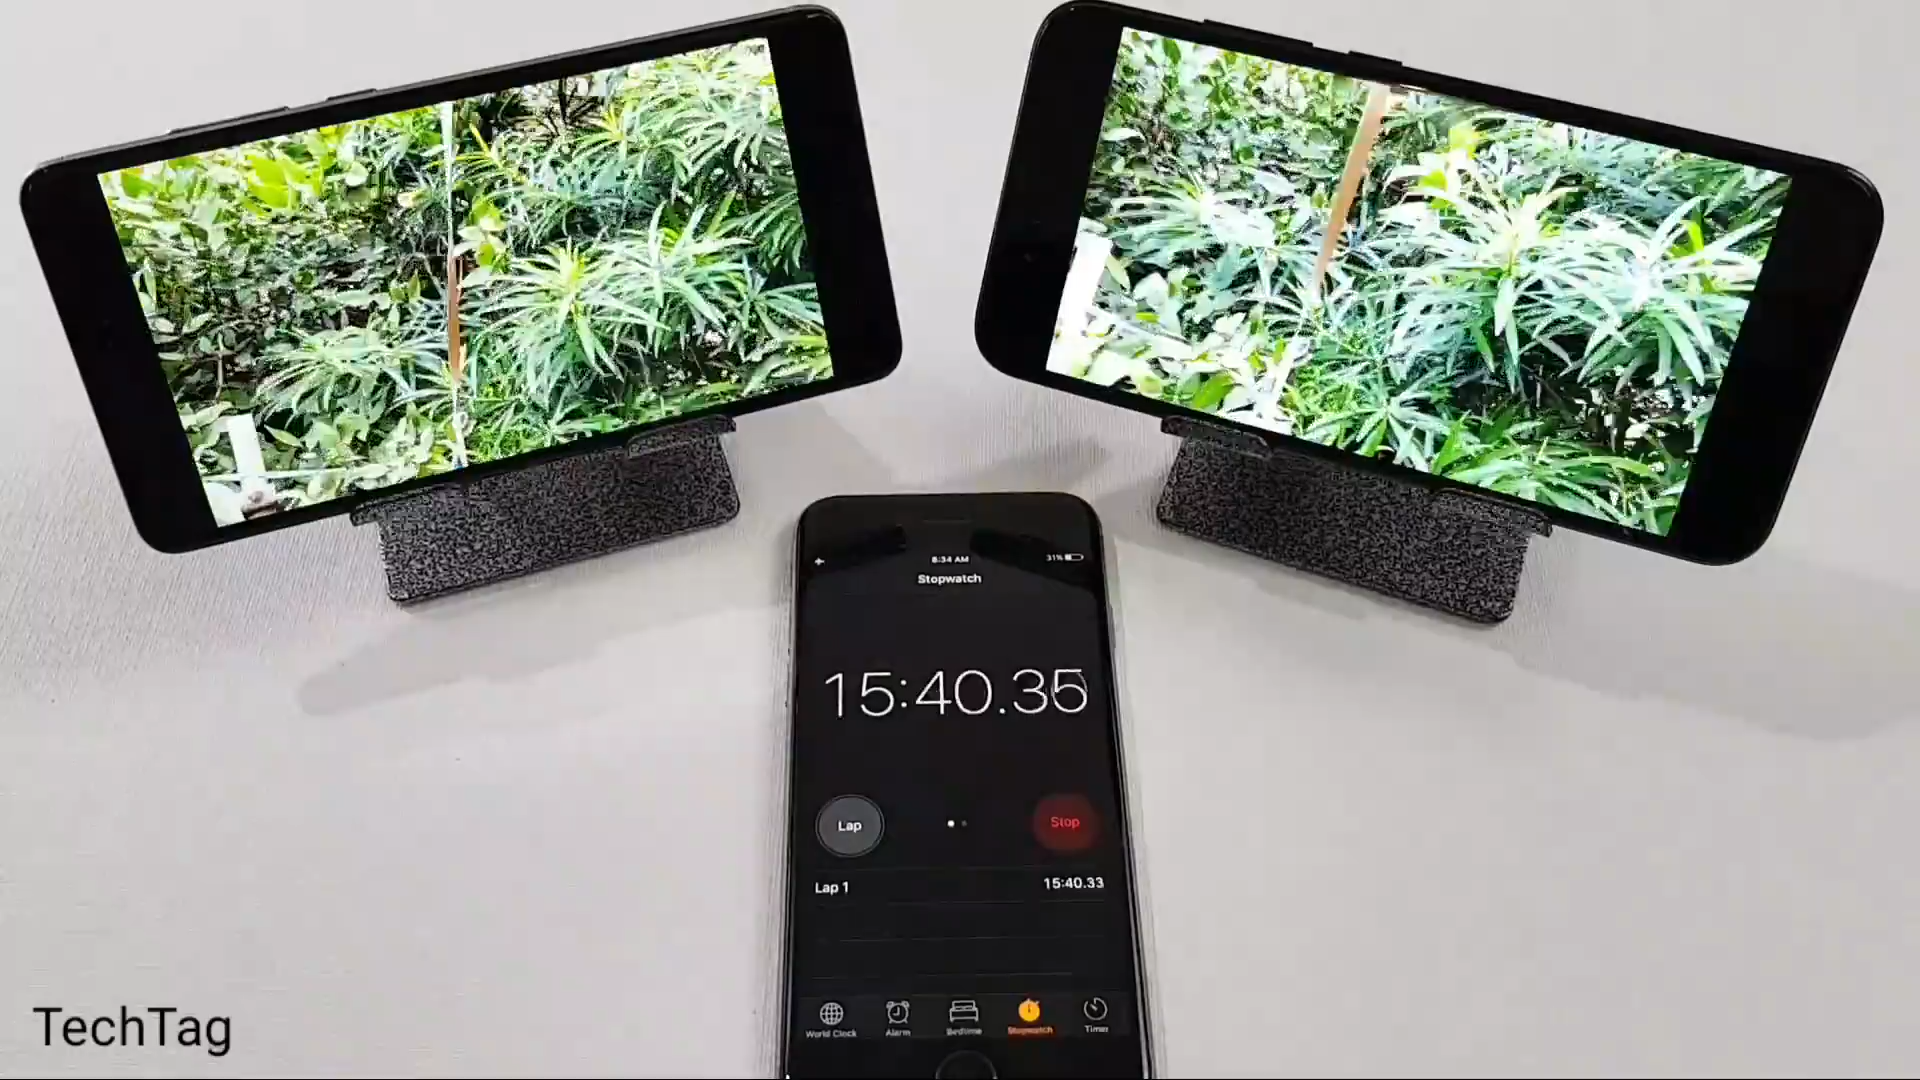 8:34 AM
31%
Stopwatch
15:40.35
Lap
Stop
Lap 1
15:40.33
World Clock
Alarm
Bedtime
Stopwatch
Timer
TechTag